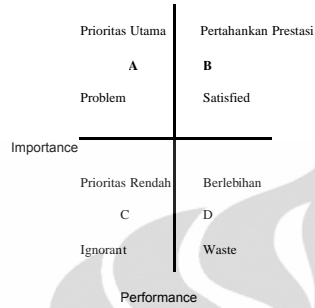 Prioritas Utama
Pertahankan Prestasi
A
B
Problem
Satisfied
Importance
Prioritas Rendah
Berlebihan
C
D
Ignorant
Waste
Performance